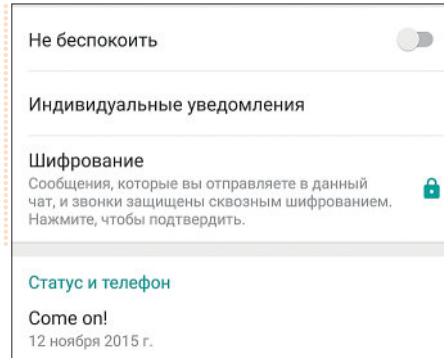 Не беспокоить
Индивидуальные уведомления
Шифрование
Сообщения, которые вы отправляете в данный
чат, и звонки защищены сквозным шифрованием.
Нажмите, чтобы подтвердить.
Статус и телефон
Come on!
12 ноября 2015 г.